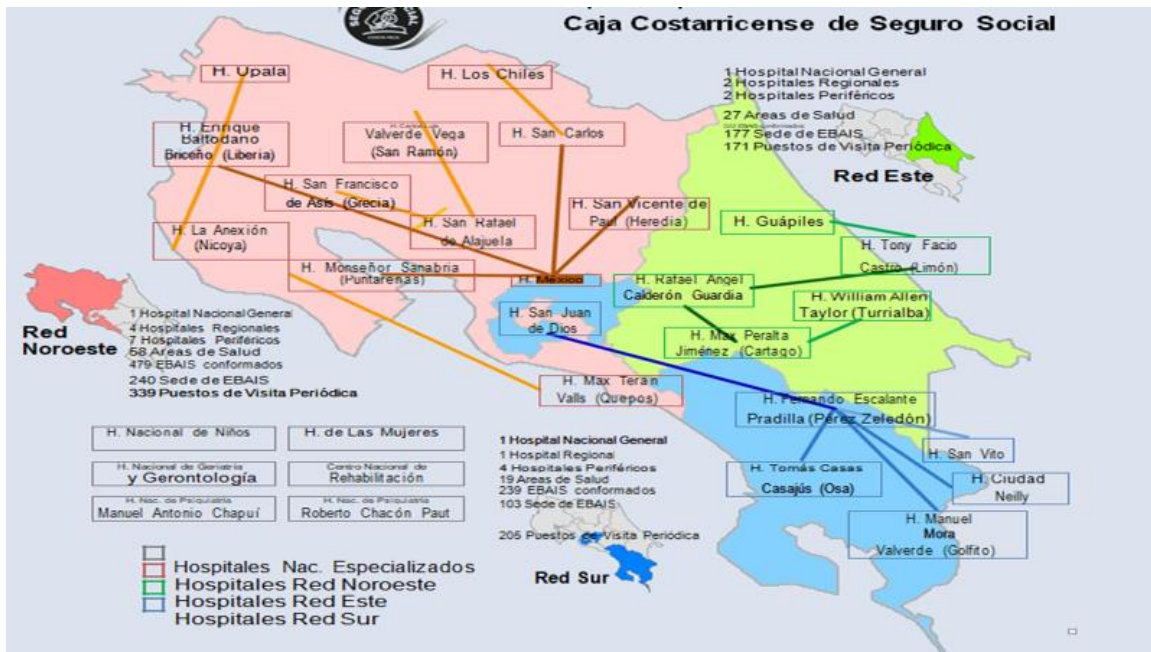 Caja Costarricense de Seguro Social
H. Upala
H. Los Chiles
1 Hospital Nacional General
2 Hospitales Regionales
2 Hospitales Periféricos
27 Areas de Salud
177 Sede de EBAIS
171 Puestos de Visita Periódica
Red Este
H. Enrique
Baltodano
Briceño (Liberia)
Valverde Vega
(San Ramón)
H. San Carlos
H. San Francisco
de Asís (Grecia)
H. San Rafael
de Alajuela
H. San Vicente de
Paul (Heredia)
H. Guápiles
H. La Anexión
(Nicoya)
H. Tony Facio
Castro (Limón)
H. Monseñor Sanabria
(Puntarenas)
H. México
H. Rafael Angel
Calderón Guardia
H. William Allen
Taylor (Turrialba)
H. San Juan
de Dios
H. Max Peralta
Jiménez (Cartago)
Red
Noroeste
1 Hospital Nacional General
4 Hospitales Regionales
7 Hospitales Periféricos
58 Areas de Salud
479 EBAIS conformados
240 Sede de EBAIS
339 Puestos de Visita Periódica
H. Max Terán
Valls (Quepos)
H. Fernando Escalante
Pradilla (Pérez Zeledón)
H. San Vito
H. Tomás Casas
Casajús (Osa)
H. Ciudad
Neilly
H. Manuel
Mora
Valverde (Golfito)
H. Nacional de Niños
H. de Las Mujeres
H. Nacional de Geriatría
y Gerontología
Centro Nacional de
Rehabilitación
H. Nac. de Psiquiatría
Manuel Antonio Chapuí
H. Nac. de Psiquiatría
Roberto Chacón Paut
1 Hospital Nacional General
1 Hospital Regional
4 Hospitales Periféricos
19 Areas de Salud
239 EBAIS conformados
103 Sede de EBAIS
205 Puestos de Visita Periódica
Red Sur
Hospitales Nac. Especializados
Hospitales Red Noroeste
Hospitales Red Este
Hospitales Red Sur